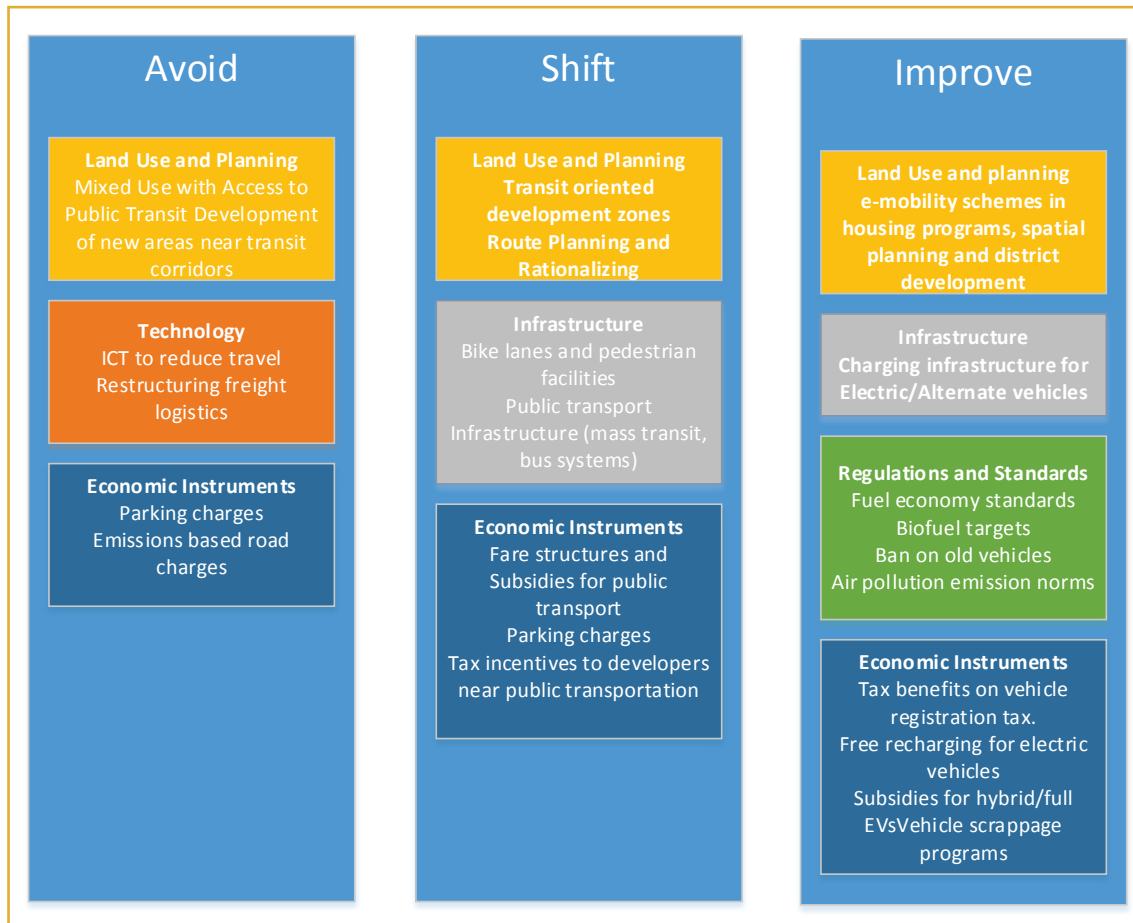 Avoid
Land Use and Planning
Mixed Use with Access to
Public Transit Development
of new areas near transit
corridors
Technology
ICT to reduce travel
Restructuring freight
logistics
Economic Instruments
Parking charges
Emissions based road
charges
Shift
Land Use and Planning
Transit oriented
development zones
Route Planning and
Rationalizing
Infrastructure
Bike lanes and pedestrian
facilities
Public transport
Infrastructure (mass transit,
bus systems)
Economic Instruments
Fare structures and
Subsidies for public
transport
Parking charges
Tax incentives to developers
near public transportation
Improve
Land Use and planning
e-mobility schemes in
housing programs, spatial
planning and district
development
Infrastructure
Charging infrastructure for
Electric/Alternate vehicles
Regulations and Standards
Fuel economy standards
Biofuel targets
Ban on old vehicles
Air pollution emission norms
Economic Instruments
Tax benefits on vehicle
registration tax.
Free recharging for electric
vehicles
Subsidies for hybrid/full
EVsVehicle scrappage
programs